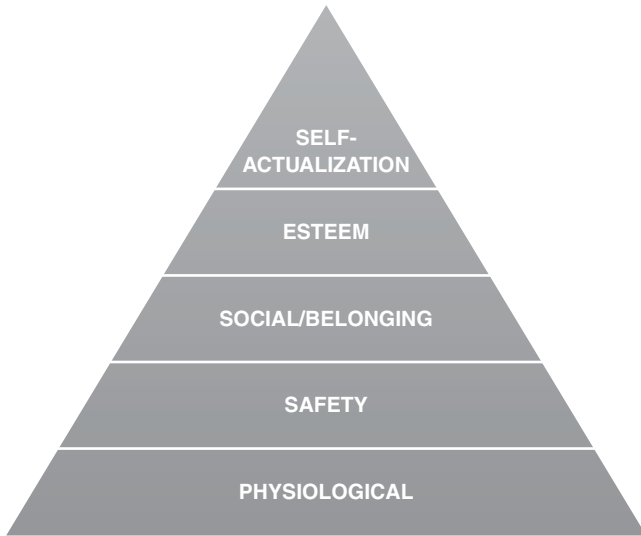 SELF-
ACTUALIZATION
ESTEEM
SOCIAL/BELONGING
SAFETY
PHYSIOLOGICAL